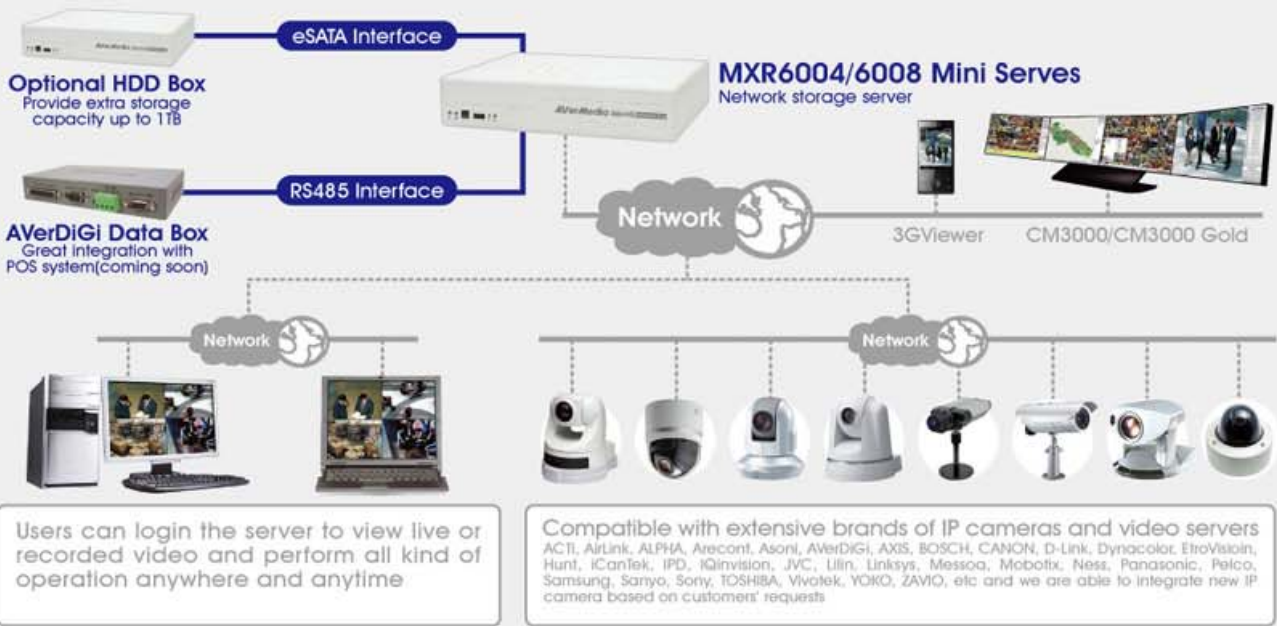 eSATA Interface
Optional HDD Box
Provide extra storage
capacity up to 1TB
MXR6004/6008 Mini Serves
Network storage server
AVerMedia
RS485 Interface
AVerDiGi Data Box
Great integration with
POS system(coming soon)
Network
3GViewer
CM3000/CM3000 Gold
Network
Network
Users can login the server to view live or
recorded video and perform all kind of
operation anywhere and anytime
Compatible with extensive brands of IP cameras and video servers
ACTi, AirLink, ALPHA, Arecont, Asoni, AVerDiGi, AXIS, BOSCH, CANON, D-Link, Dynacolor, EtroVisioin,
Hunt, iCanTek, IPD, IQinvision, JVC, Lilin, Linksys, Messoa, Mobotix, Ness, Panasonic, Pelco,
Samsung, Sanyo, Sony, TOSHIBA, Vivotek, YOKO, ZAVIO, etc and we are able to integrate new IP
camera based on customers' requests